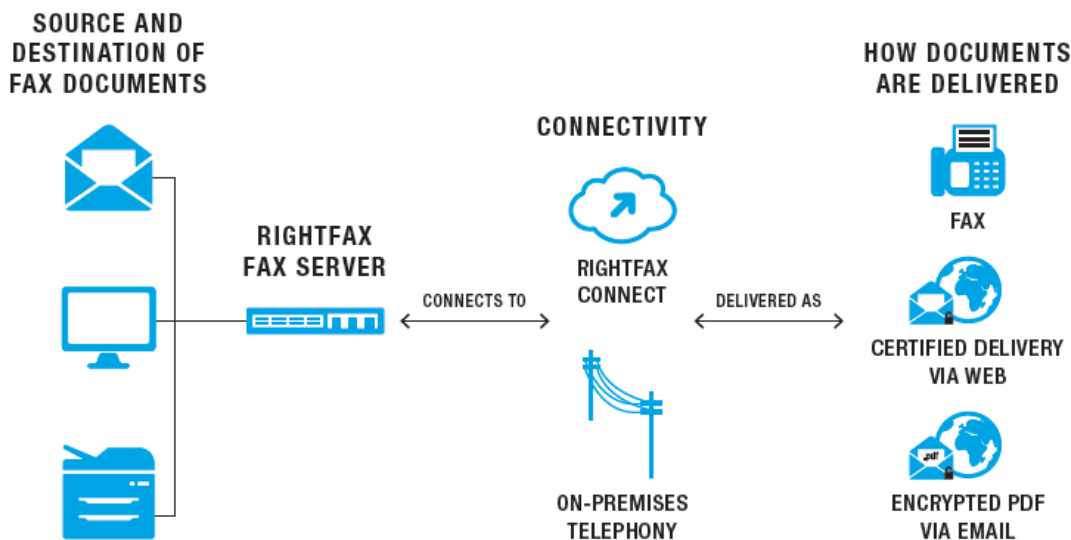 SOURCE AND
DESTINATION OF
FAX DOCUMENTS
RIGHTFAX
FAX SERVER
CONNECTS TO
CONNECTIVITY
RIGHTFAX
CONNECT
ON-PREMISES
TELEPHONY
DELIVERED AS
HOW DOCUMENTS
ARE DELIVERED
FAX
CERTIFIED DELIVERY
VIA WEB
.pdf
ENCRYPTED PDF
VIA EMAIL